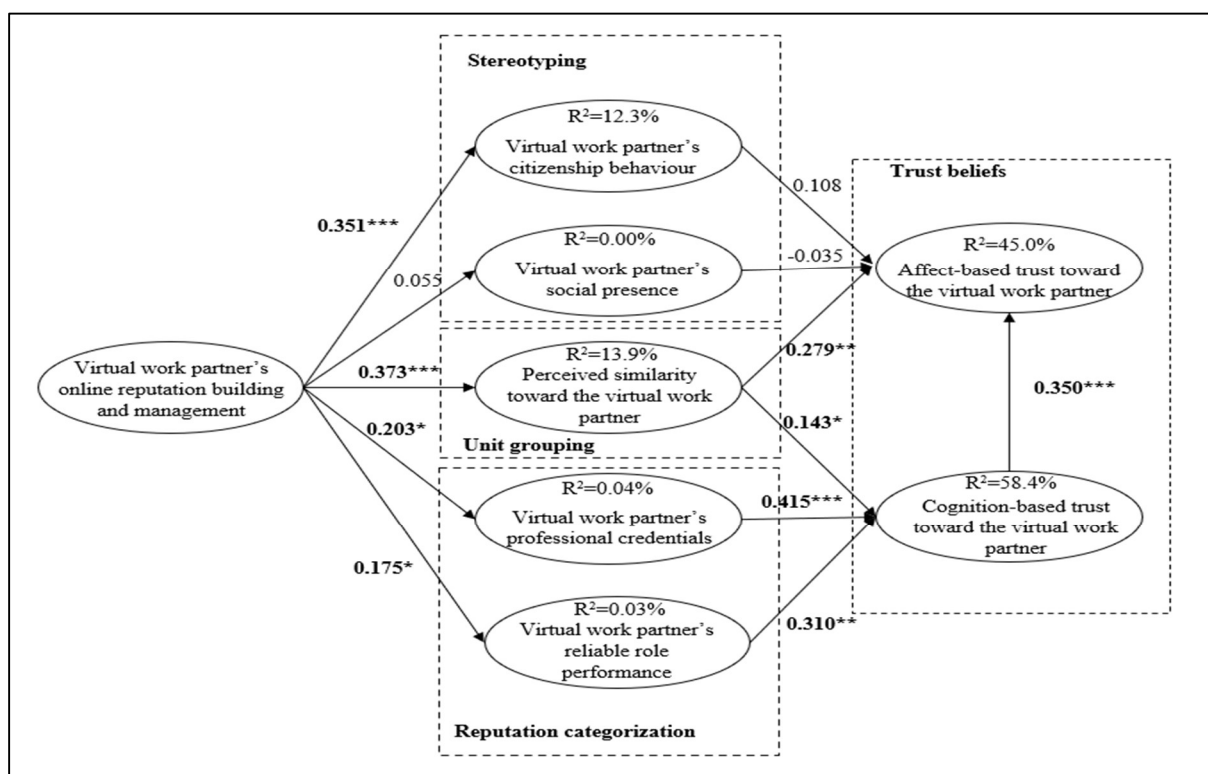 Stereotyping
R²=12.3%
Virtual work partner's
citizenship behaviour
0.108
Trust beliefs
0.351***
R²=0.00%
Virtual work partner's
social presence
-0.035
R²=45.0%
Affect-based trust toward
the virtual work partner
0.055
Virtual work partner's
online reputation building
and management
0.373***
R²=13.9%
Perceived similarity
toward the virtual work
partner
0.279**
0.350***
0.203*
Unit grouping
0.143*
R²=0.04%
Virtual work partner's
professional credentials
0.415***
R²=58.4%
Cognition-based trust
toward the virtual work
partner
0.175*
R²=0.03%
Virtual work partner's
reliable role
performance
0.310**
Reputation categorization